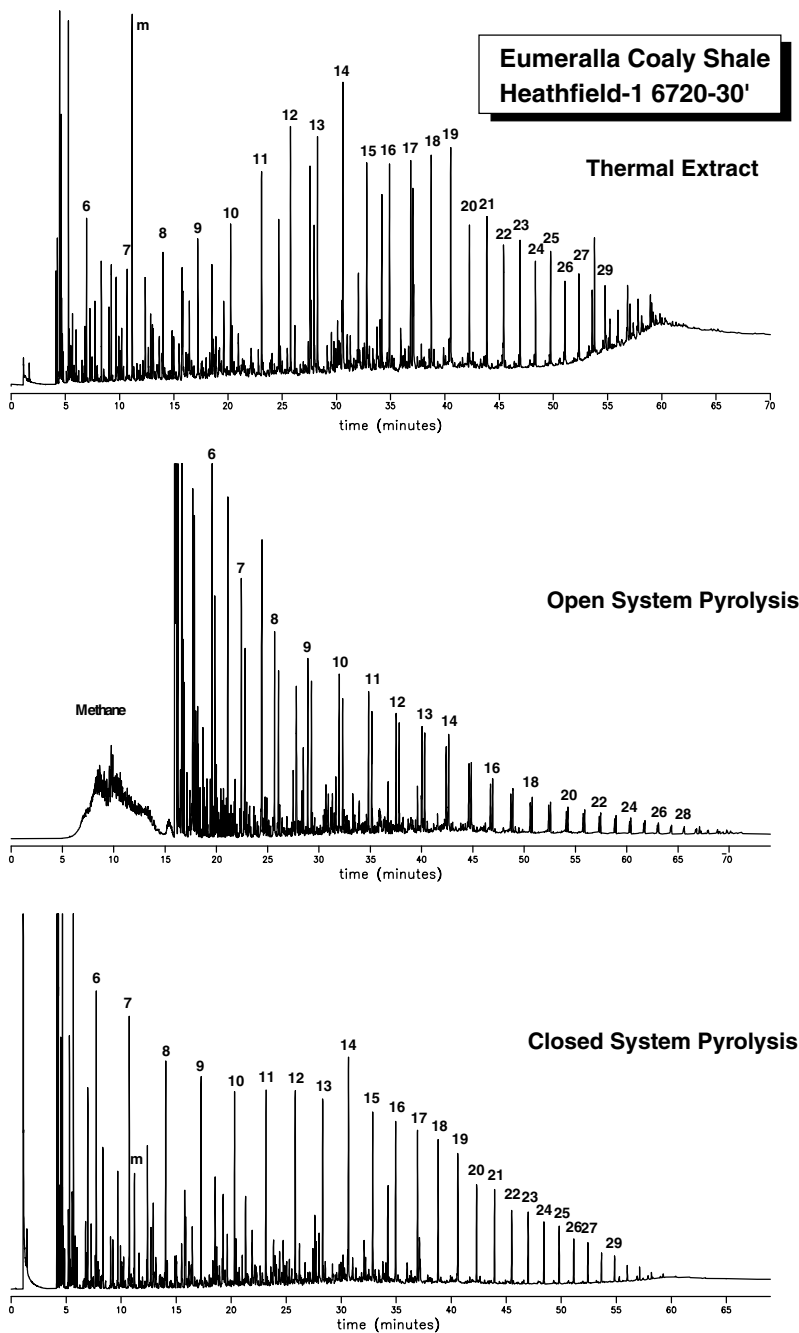 Eumeralla Coaly Shale
Heathfield-1 6720-30'
Thermal Extract
m
6 7 8 9 10 11 12 13 14 15 16 17 18 19 20 21 22 23 24 25 26 27 29
0 5 10 15 20 25 30 35 40 45 50 55 60 65 70
time (minutes)
Open System Pyrolysis
Methane
6 7 8 9 10 11 12 13 14 16 18 20 22 24 26 28
0 5 10 15 20 25 30 35 40 45 50 55 60 65 70
time (minutes)
Closed System Pyrolysis
6 7 m 8 9 10 11 12 13 14 15 16 17 18 19 20 21 22 23 24 25 26 27 29
0 5 10 15 20 25 30 35 40 45 50 55 60 65
time (minutes)